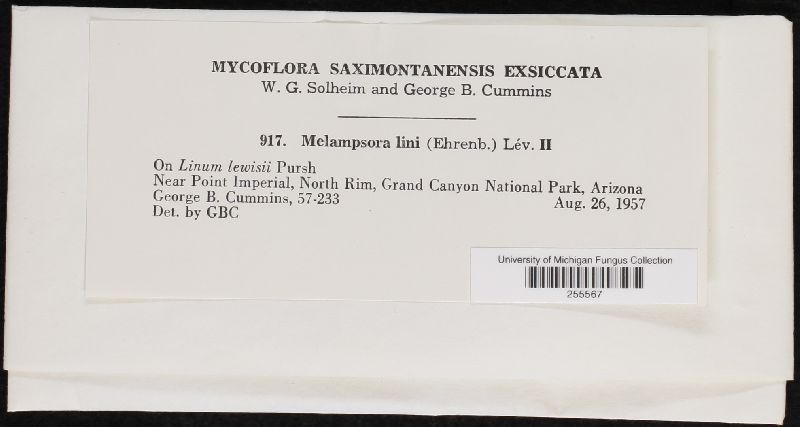 MYCOFLORA SAXIMONTANENSIS EXSICCATA
W. G. Solheim and George B. Cummins
917. Melampsora lini (Ehrenb.) Lév. II
On Linum lewisii Pursh
Near Point Imperial, North Rim, Grand Canyon National Park, Arizona
George B. Cummins, 57-233 Aug. 26, 1957
Det. by GBC
University of Michigan Fungus Collection
255567